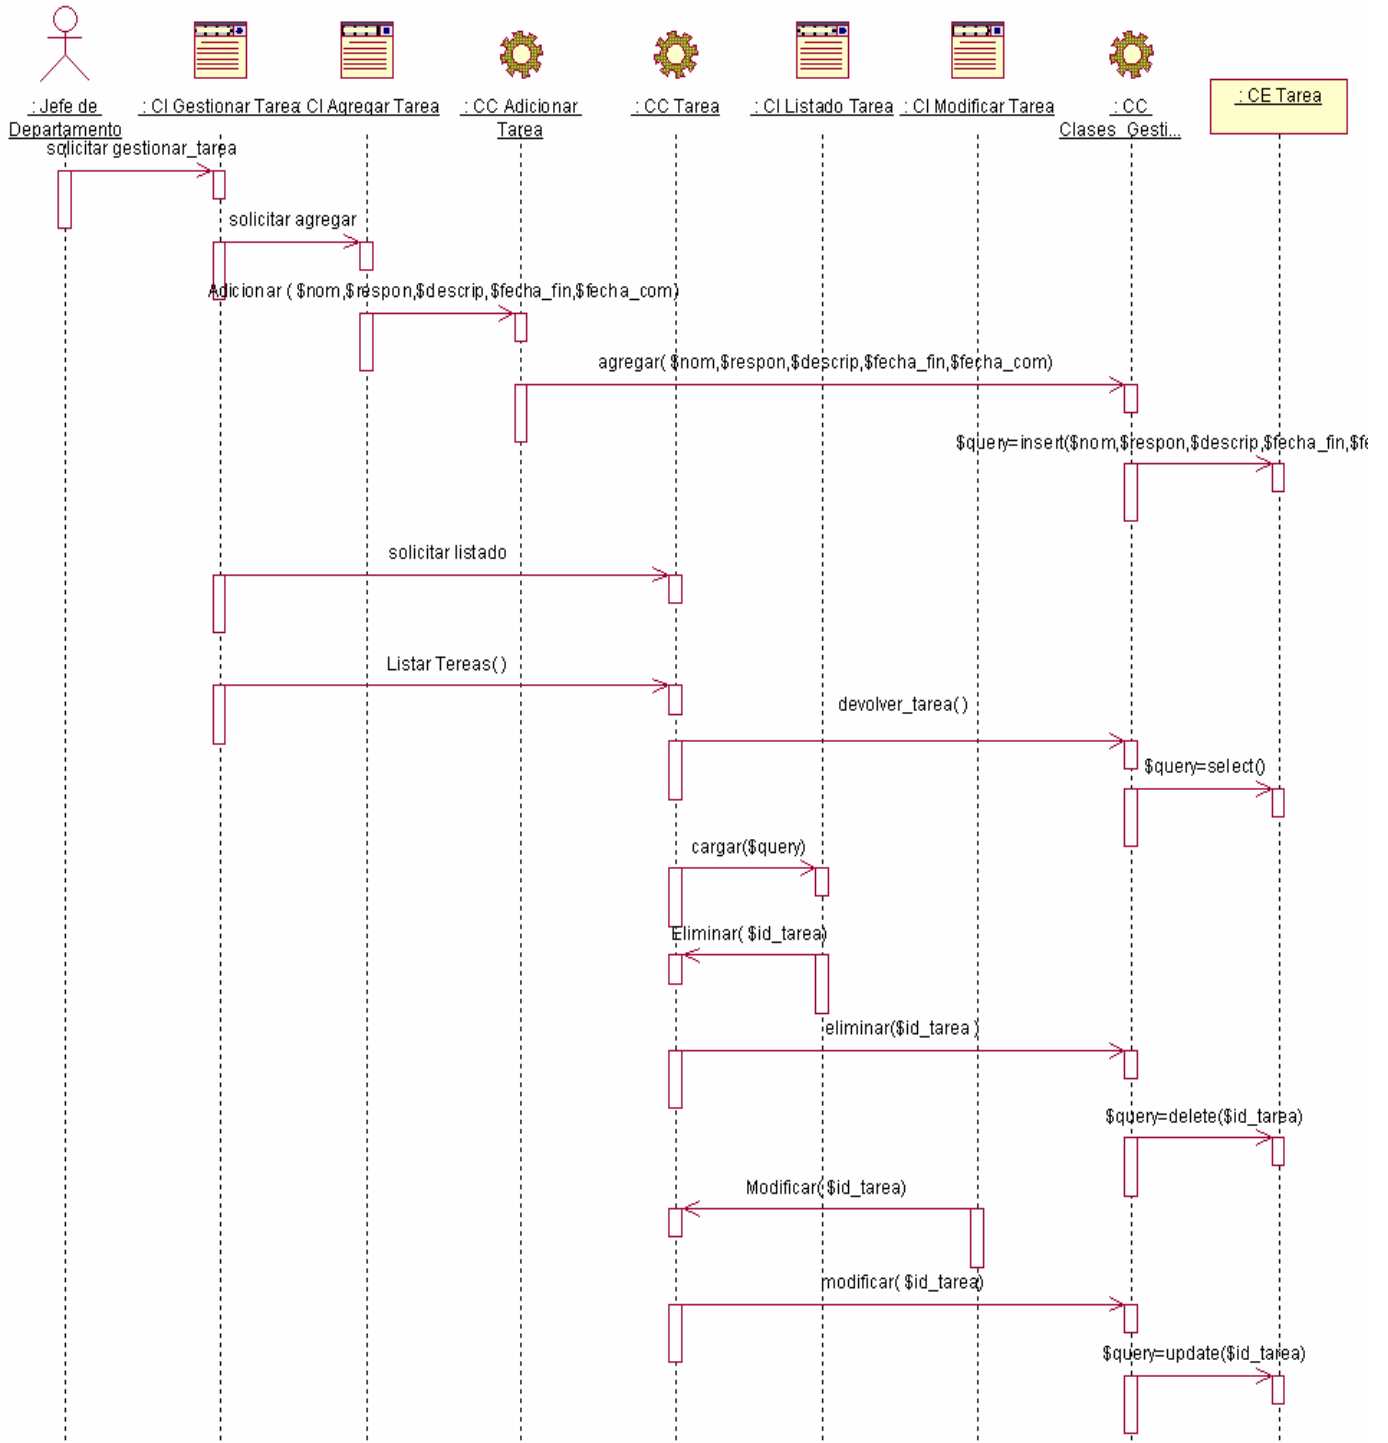 : Jefe de
Departamento
: CI Gestionar Tarea
: CI Agregar Tarea
: CC Adicionar
Tarea
: CC Tarea
: CI Listado Tarea
: CI Modificar Tarea
: CC
Clases_Gesti...
: CE Tarea
solicitar gestionar_tarea
solicitar agregar
Adicionar ( $nom,$respon,$descrip,$fecha_fin,$fecha_com)
agregar( $nom,$respon,$descrip,$fecha_fin,$fecha_com)
$query=insert($nom,$respon,$descrip,$fecha_fin,$fe
solicitar listado
Listar Tereas( )
devolver_tarea( )
$query=select()
cargar($query)
Eliminar( $id_tarea)
eliminar($id_tarea )
$query=delete($id_tarea)
Modificar( $id_tarea)
modificar( $id_tarea)
$query=update($id_tarea)